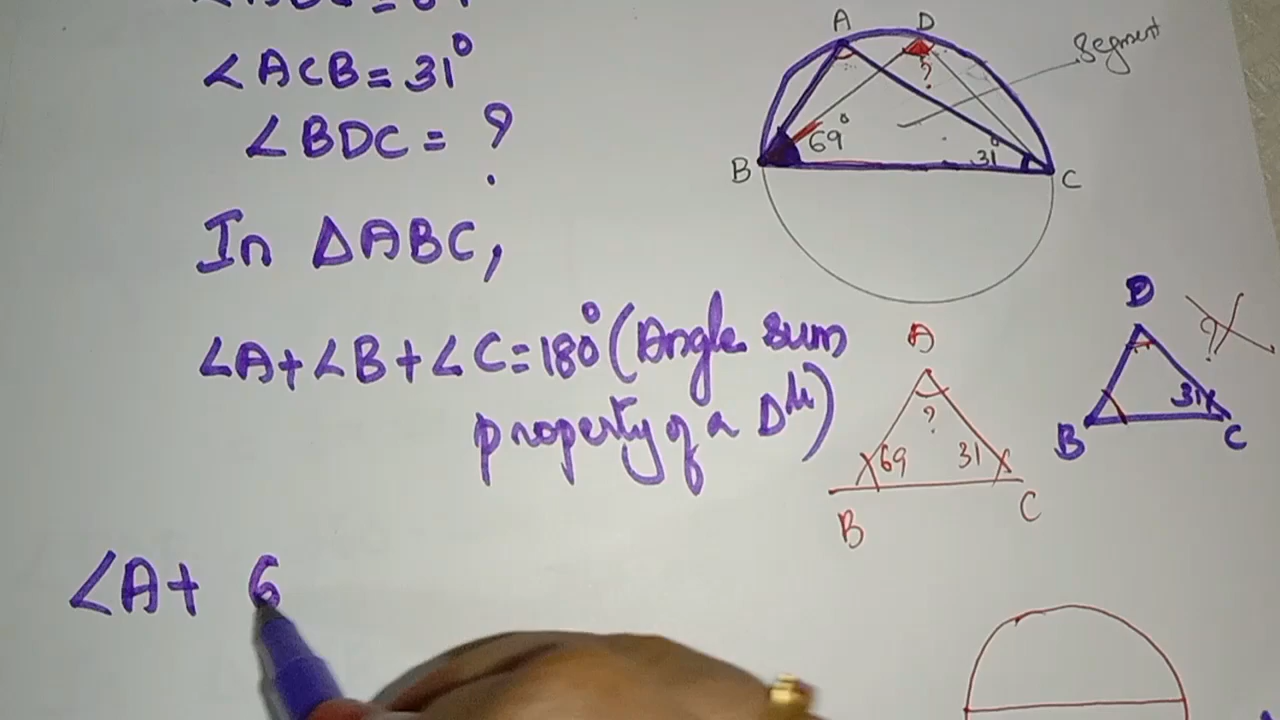 ∠ACB = 31°
∠BDC = ?
In ΔABC,
∠A+∠B+∠C=180° (Angle sum
property of a Δle)
∠A+ 6
A D
Segment
?
69°
31°
B C
A
?
69 31
B C
D
?
31
B C